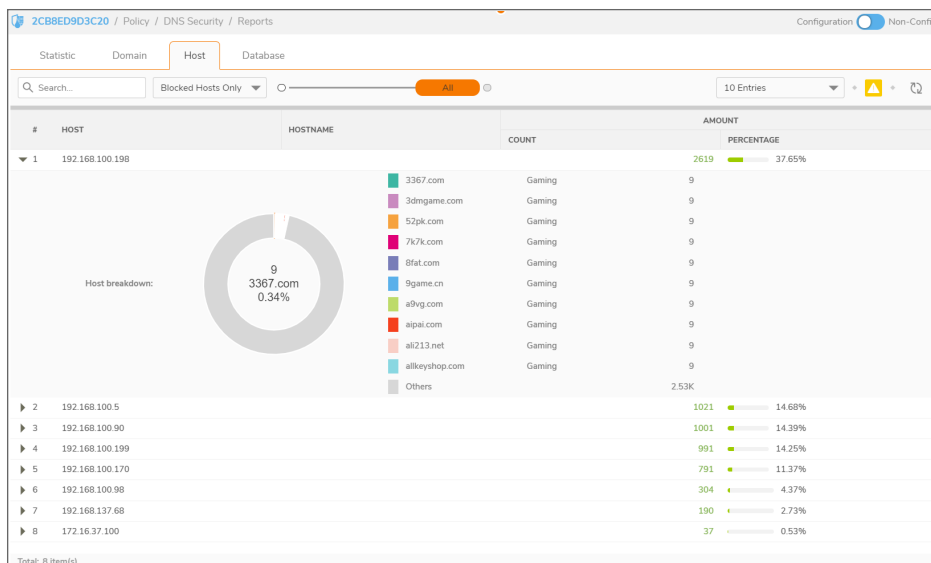 2CB8ED9D3C20 / Policy / DNS Security / Reports Configuration Non-Confi
Statistic Domain Host Database
Search... Blocked Hosts Only All 10 Entries
# HOST HOSTNAME AMOUNT
COUNT PERCENTAGE
1 192.168.100.198 2619 37.65%
3367.com Gaming 9
3dmgame.com Gaming 9
52pk.com Gaming 9
7k7k.com Gaming 9
8fat.com Gaming 9
Host breakdown: 9 3367.com 0.34% 9game.cn Gaming 9
a9vg.com Gaming 9
aipai.com Gaming 9
ali213.net Gaming 9
allkeyshop.com Gaming 9
Others 2.53K
2 192.168.100.5 1021 14.68%
3 192.168.100.90 1001 14.39%
4 192.168.100.199 991 14.25%
5 192.168.100.170 791 11.37%
6 192.168.100.98 304 4.37%
7 192.168.137.68 190 2.73%
8 172.16.37.100 37 0.53%
Total: 8 item(s)